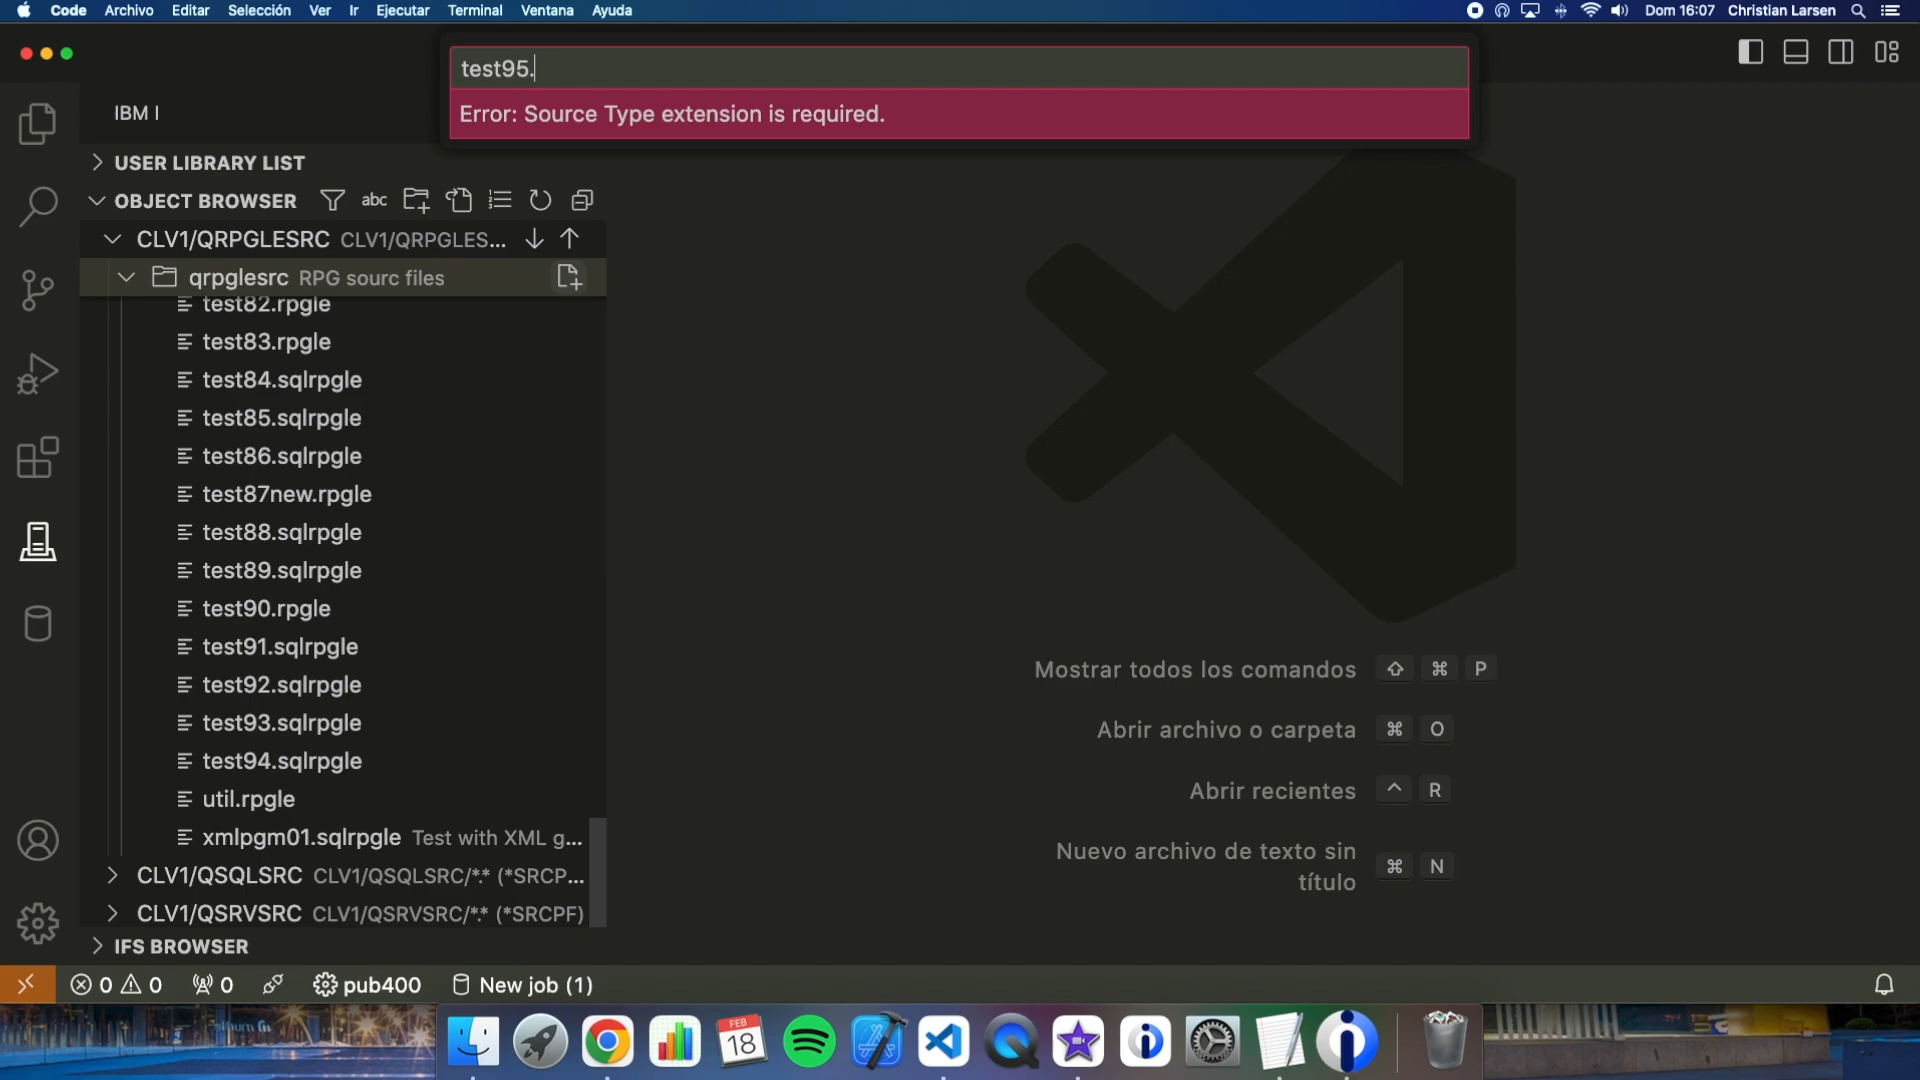 Code Archivo Editar Selección Ver Ir Ejecutar Terminal Ventana Ayuda Dom 16:07 Christian Larsen
test95.
Error: Source Type extension is required.
IBM I
USER LIBRARY LIST
OBJECT BROWSER abc
CLV1/QRPGLESRC CLV1/QRPGLES...
qrpglesrc RPG sourc files
test82.rpgle
test83.rpgle
test84.sqlrpgle
test85.sqlrpgle
test86.sqlrpgle
test87new.rpgle
test88.sqlrpgle
test89.sqlrpgle
test90.rpgle
test91.sqlrpgle
test92.sqlrpgle
test93.sqlrpgle
test94.sqlrpgle
util.rpgle
xmlpgm01.sqlrpgle Test with XML g...
CLV1/QSQLSRC CLV1/QSQLSRC/*.* (*SRCP...
CLV1/QSRVSRC CLV1/QSRVSRC/*.* (*SRCPF)
IFS BROWSER
Mostrar todos los comandos ⇧ ⌘ P
Abrir archivo o carpeta ⌘ O
Abrir recientes ^ R
Nuevo archivo de texto sin
título ⌘ N
0 0 0 pub400 New job (1)
FEB
18